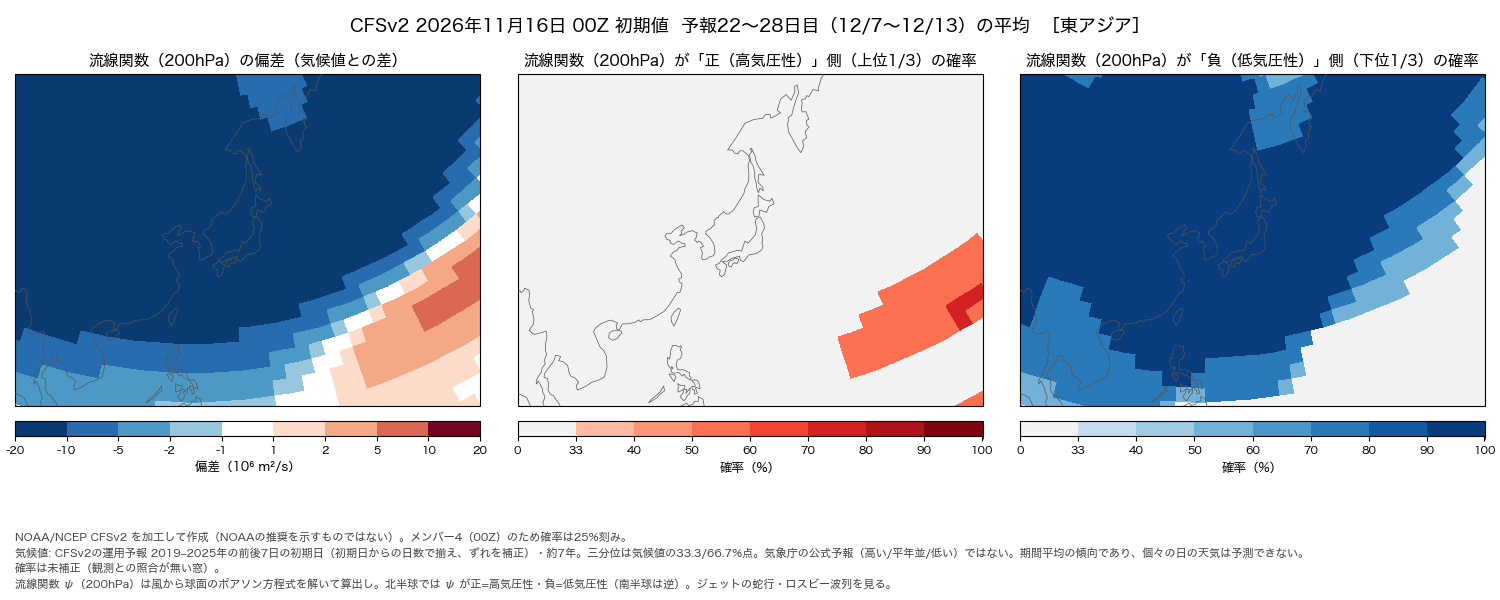 CFSv2 2026年11月16日 00Z 初期値 予報22〜28日目（12/7〜12/13）の平均 ［東アジア］
流線関数（200hPa）の偏差（気候値との差）
流線関数（200hPa）が「正（高気圧性）」側（上位1/3）の確率
流線関数（200hPa）が「負（低気圧性）」側（下位1/3）の確率
-20 -10 -5 -2 -1 1 2 5 10 20
偏差（10⁶ m²/s）
0 33 40 50 60 70 80 90 100
確率（%）
0 33 40 50 60 70 80 90 100
確率（%）
NOAA/NCEP CFSv2 を加工して作成（NOAAの推奨を示すものではない）。メンバー4（00Z）のため確率は25%刻み。
気候値: CFSv2の運用予報 2019–2025年の前後7日の初期日（初期日からの日数で揃え、ずれを補正）・約7年。三分位は気候値の33.3/66.7%点。気象庁の公式予報（高い/平年並/低い）ではない。期間平均の傾向であり、個々の日の天気は予測できない。
確率は未補正（観測との照合が無い窓）。
流線関数 ψ（200hPa）は風から球面のポアソン方程式を解いて算出し。北半球では ψ が正=高気圧性・負=低気圧性（南半球は逆）。ジェットの蛇行・ロスビー波列を見る。